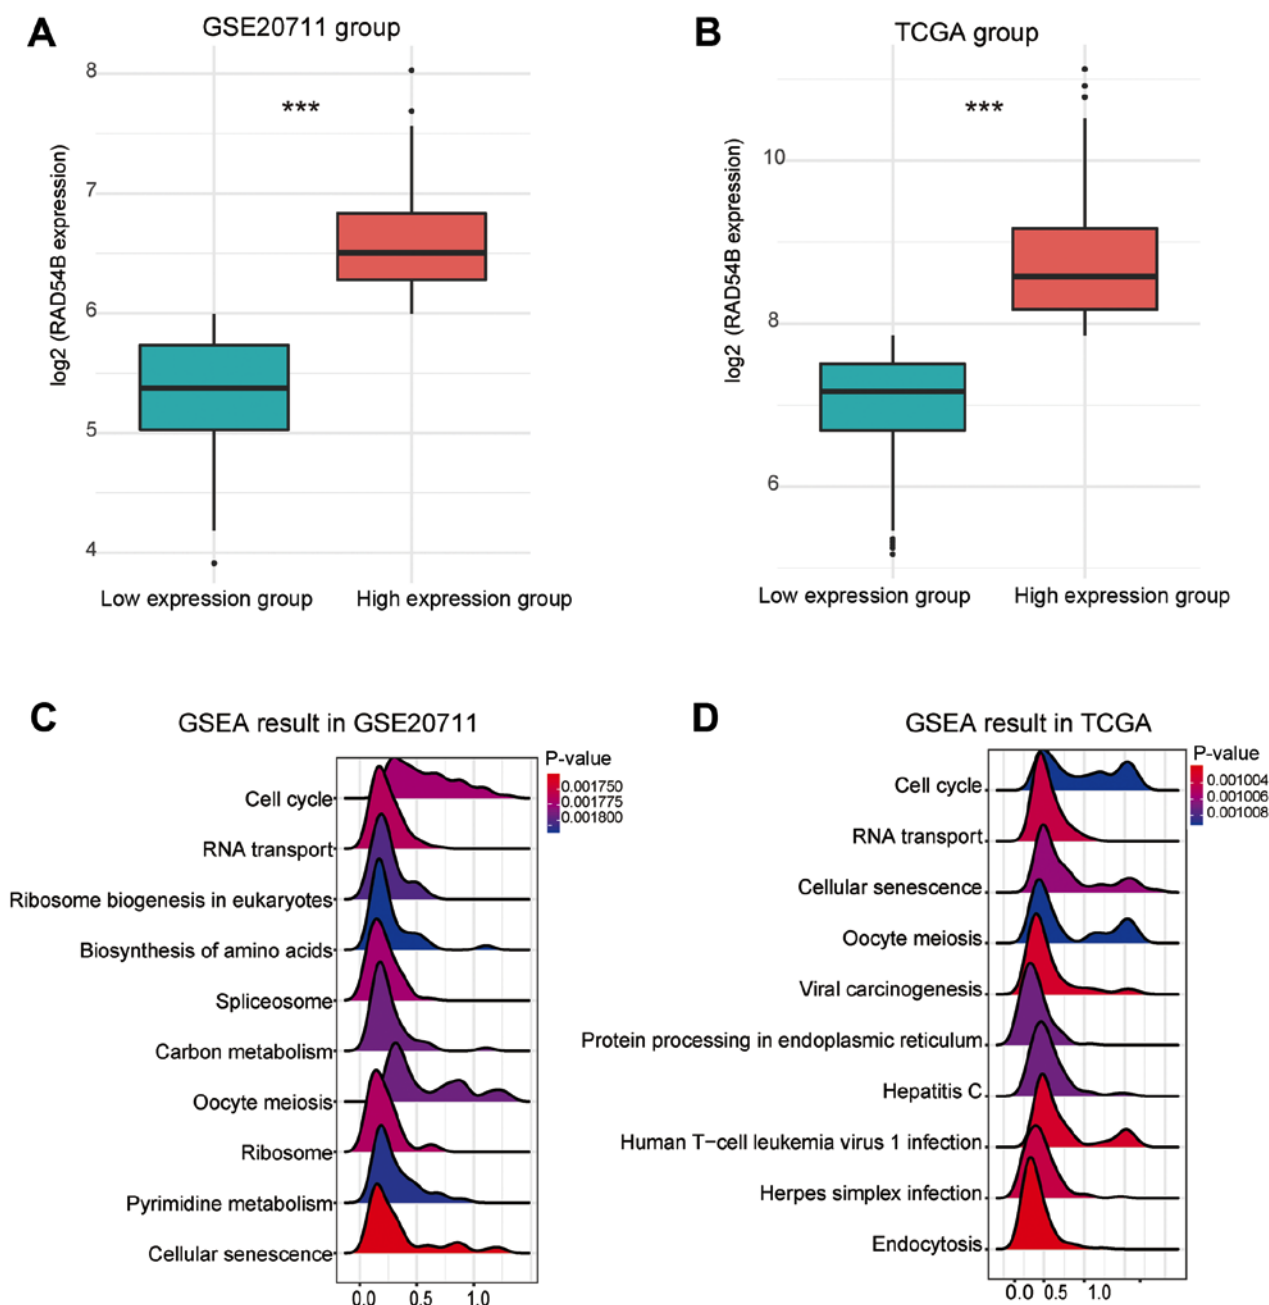 A
GSE20711 group
8
7
6
5
4
log2 (RAD54B expression)
***
Low expression group
High expression group
B
TCGA group
10
8
6
log2 (RAD54B expression)
***
Low expression group
High expression group
C
GSEA result in GSE20711
P-value
0.001750
0.001775
0.001800
Cell cycle
RNA transport
Ribosome biogenesis in eukaryotes
Biosynthesis of amino acids
Spliceosome
Carbon metabolism
Oocyte meiosis
Ribosome
Pyrimidine metabolism
Cellular senescence
0.0 0.5 1.0
D
GSEA result in TCGA
P-value
0.001004
0.001006
0.001008
Cell cycle
RNA transport
Cellular senescence
Oocyte meiosis
Viral carcinogenesis
Protein processing in endoplasmic reticulum
Hepatitis C
Human T−cell leukemia virus 1 infection
Herpes simplex infection
Endocytosis
0.0 0.5 1.0